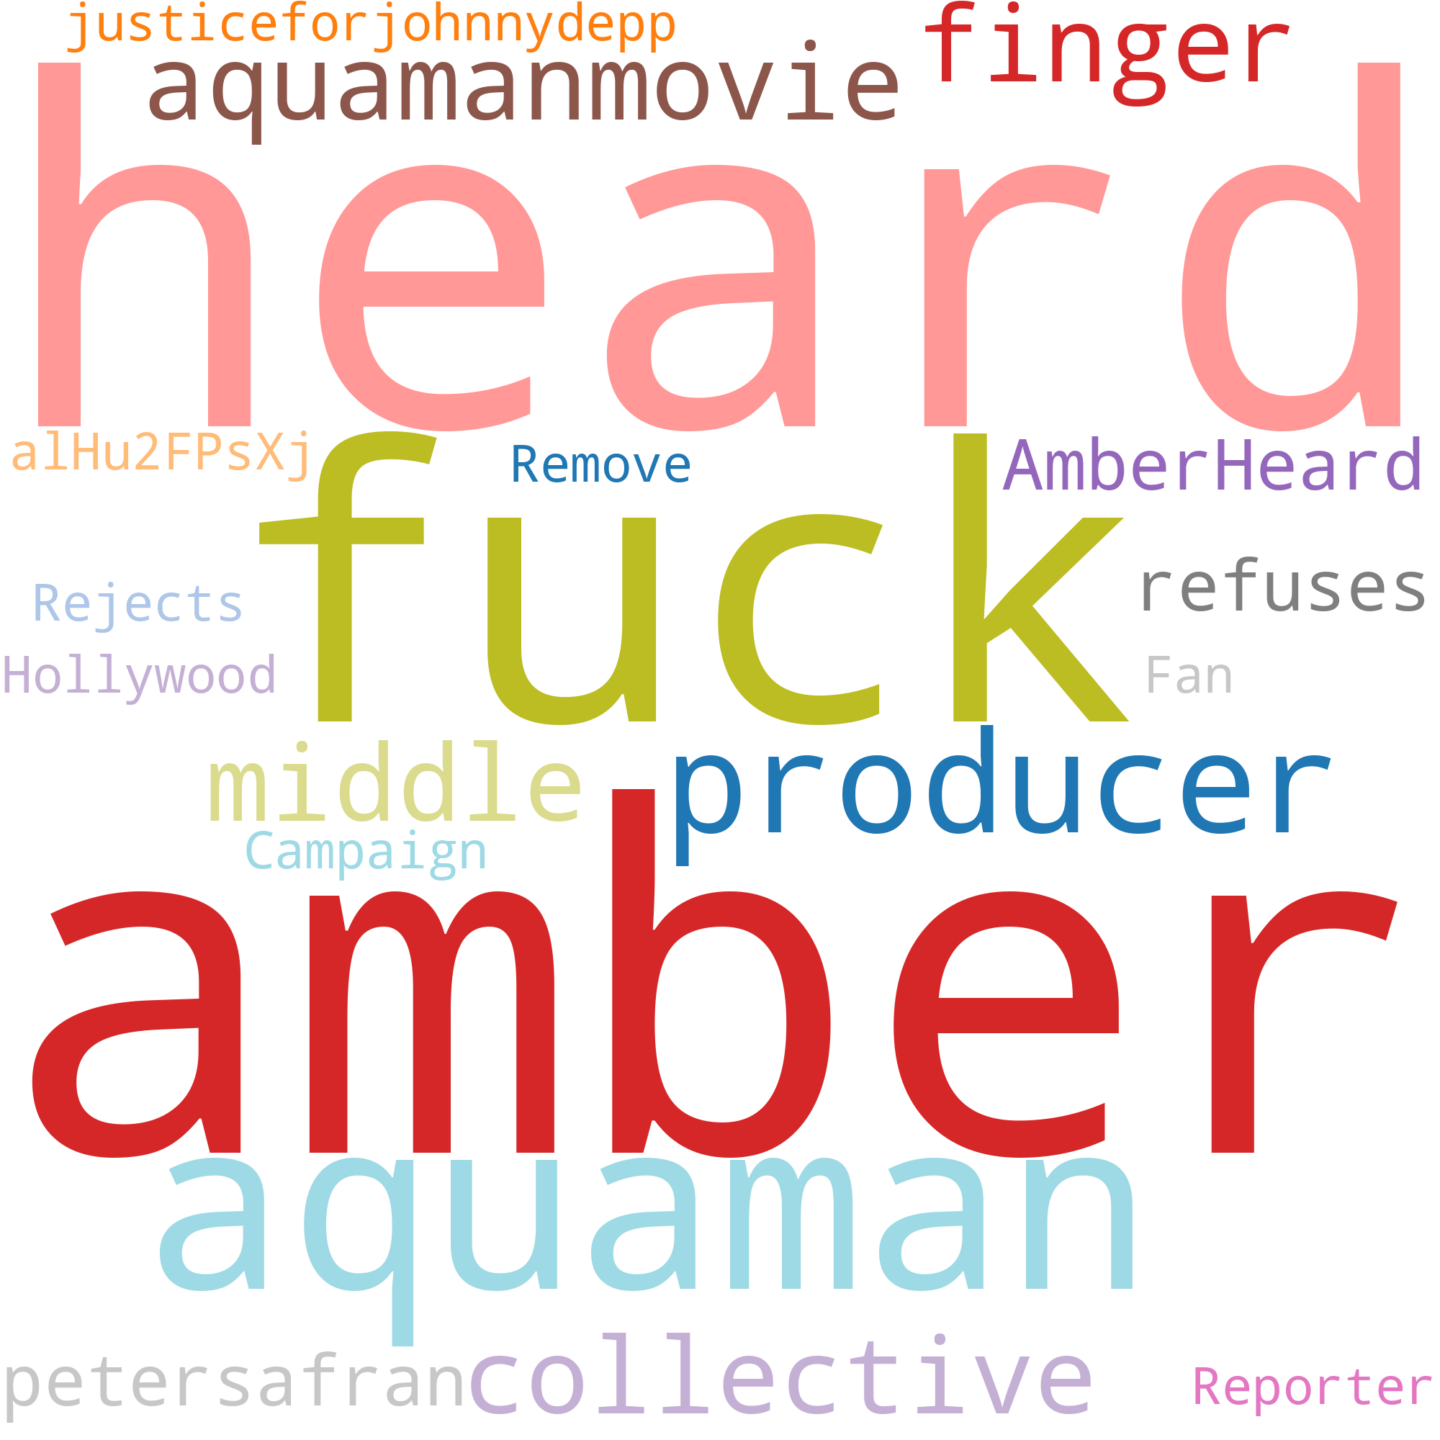 justiceforjohnnydepp
finger
aquamanmovie
heard
alHu2FPsXj
Remove
AmberHeard
fuck
Rejects
refuses
Hollywood
Fan
middle
producer
Campaign
amber
aquaman
petersafran
collective
Reporter